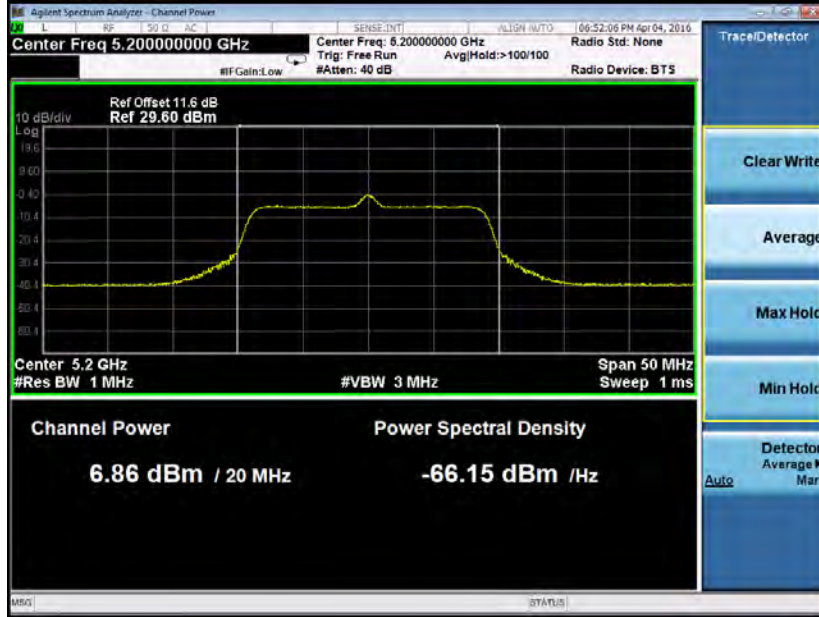 Agilent Spectrum Analyzer - Channel Power
L RF 50 Ω AC SENSE:INT ALIGN AUTO 06:52:06 PM Apr 04, 2016
Center Freq 5.200000000 GHz
Center Freq: 5.200000000 GHz
Radio Std: None
Trig: Free Run Avg|Hold:>100/100
#IFGain:Low #Atten: 40 dB Radio Device: BTS
Trace/Detector
Ref Offset 11.6 dB
10 dB/div Ref 29.60 dBm
Log
19.6
9.60
-0.40
-10.4
-20.4
-30.4
-40.4
-50.4
-60.4
Center 5.2 GHz Span 50 MHz
#Res BW 1 MHz #VBW 3 MHz Sweep 1 ms
Channel Power Power Spectral Density
6.86 dBm / 20 MHz -66.15 dBm /Hz
Clear Write
Average
Max Hold
Min Hold
Detector
Average
Auto Man
MSG STATUS